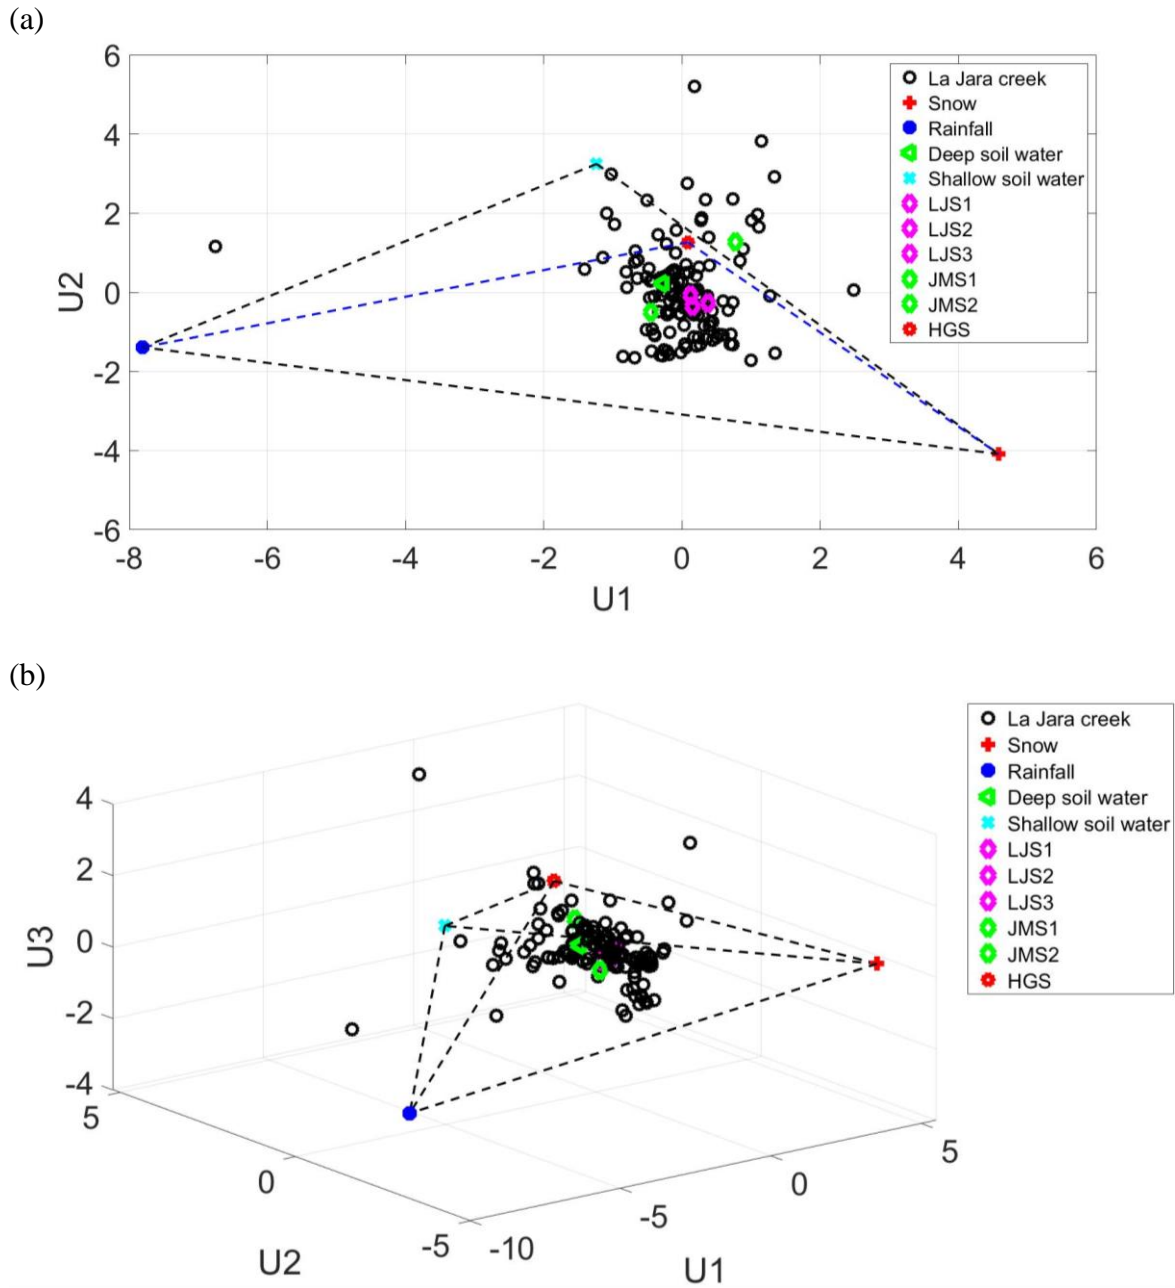 (a)
6
4
2
0
-2
-4
-6
U2
-8
-6
-4
-2
0
2
4
6
U1
La Jara creek
Snow
Rainfall
Deep soil water
Shallow soil water
LJS1
LJS2
LJS3
JMS1
JMS2
HGS
(b)
4
2
0
-2
-4
U3
5
0
-5
U2
-10
-5
0
5
U1
La Jara creek
Snow
Rainfall
Deep soil water
Shallow soil water
LJS1
LJS2
LJS3
JMS1
JMS2
HGS